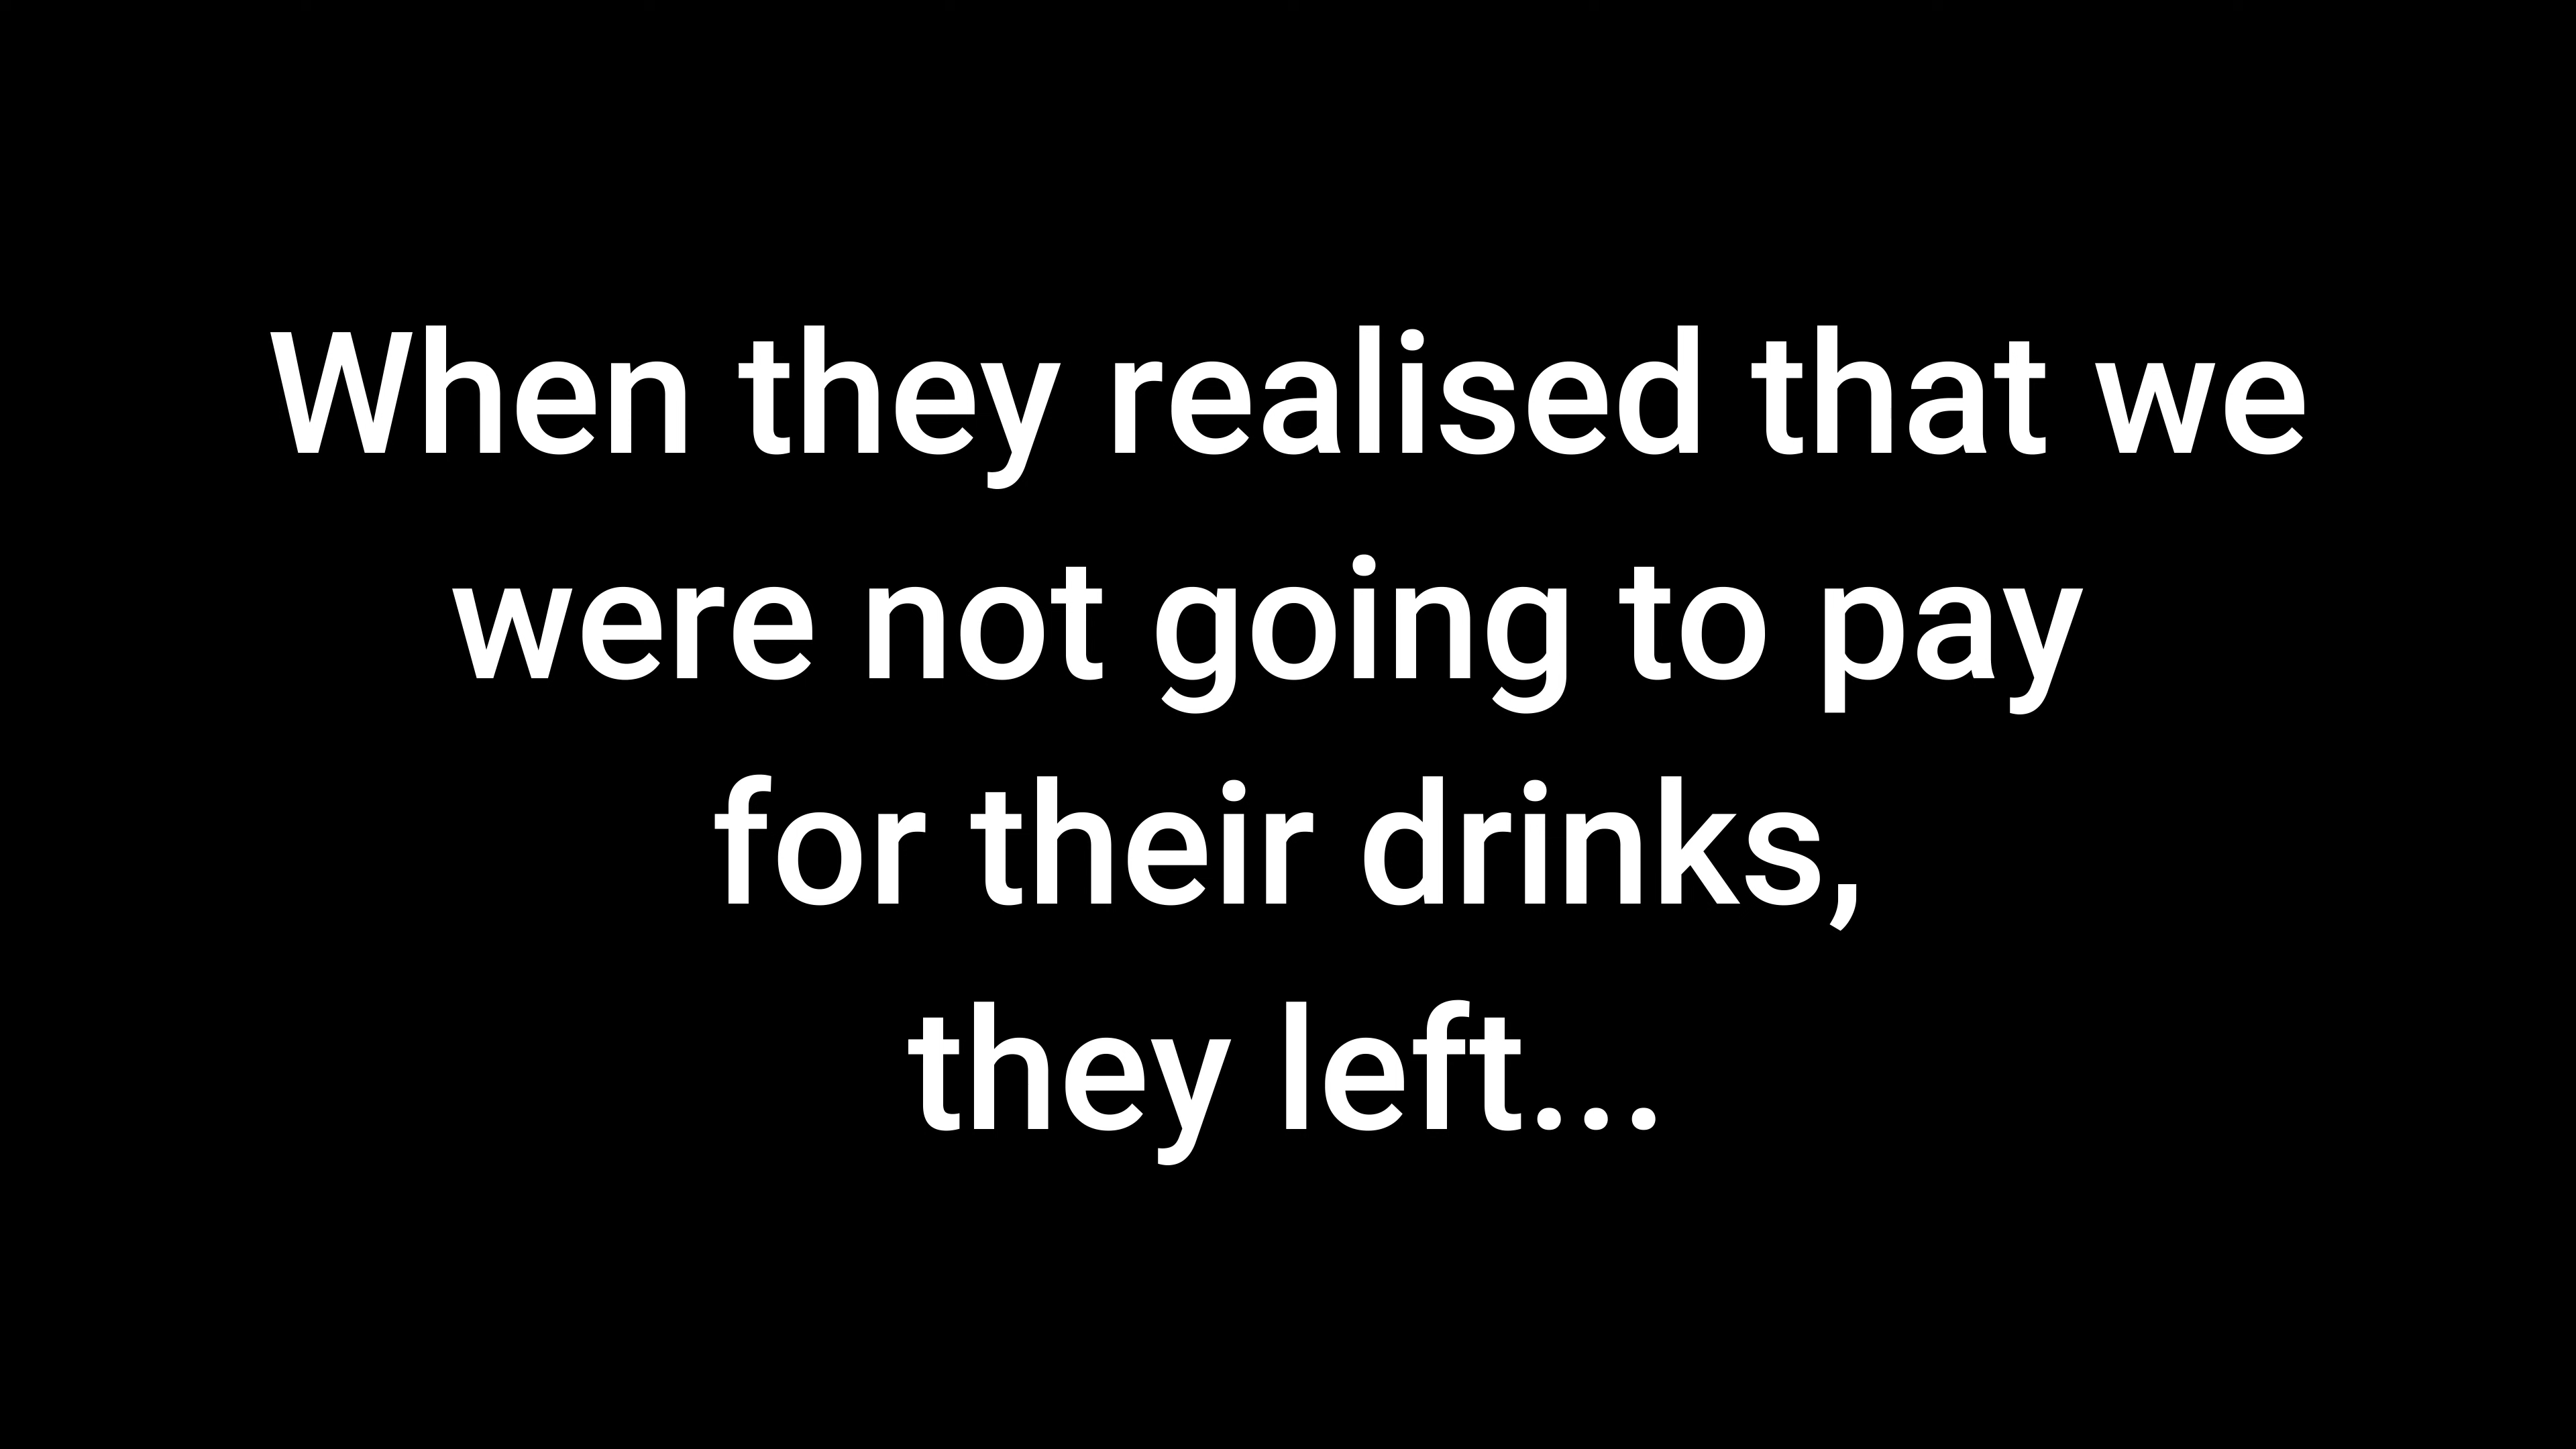 When they realised that we
were not going to pay
for their drinks,
they left...